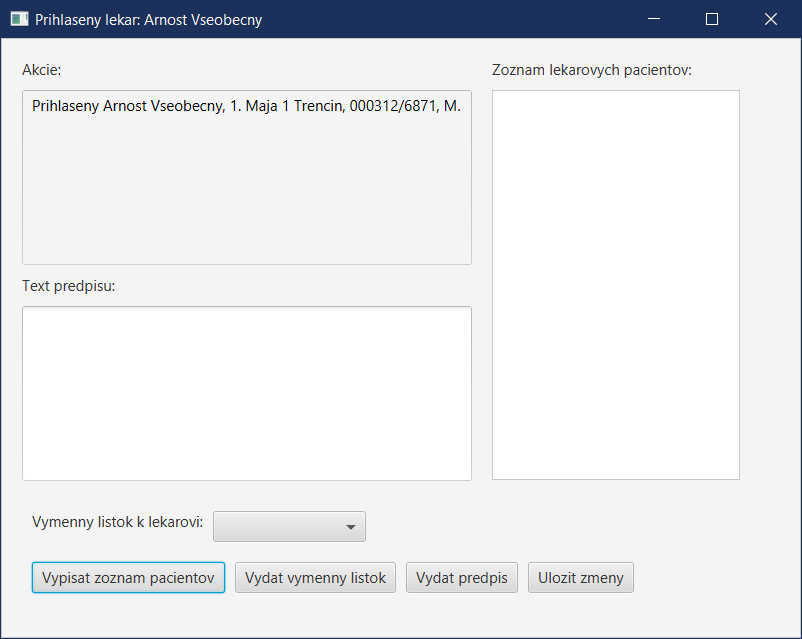 Prihlaseny lekar: Arnost Vseobecny
Akcie:
Prihlaseny Arnost Vseobecny, 1. Maja 1 Trencin, 000312/6871, M.
Text predpisu:
Zoznam lekarovych pacientov:
Vymenny listok k lekarovi:
Vypisat zoznam pacientov
Vydat vymenny listok
Vydat predpis
Ulozit zmeny